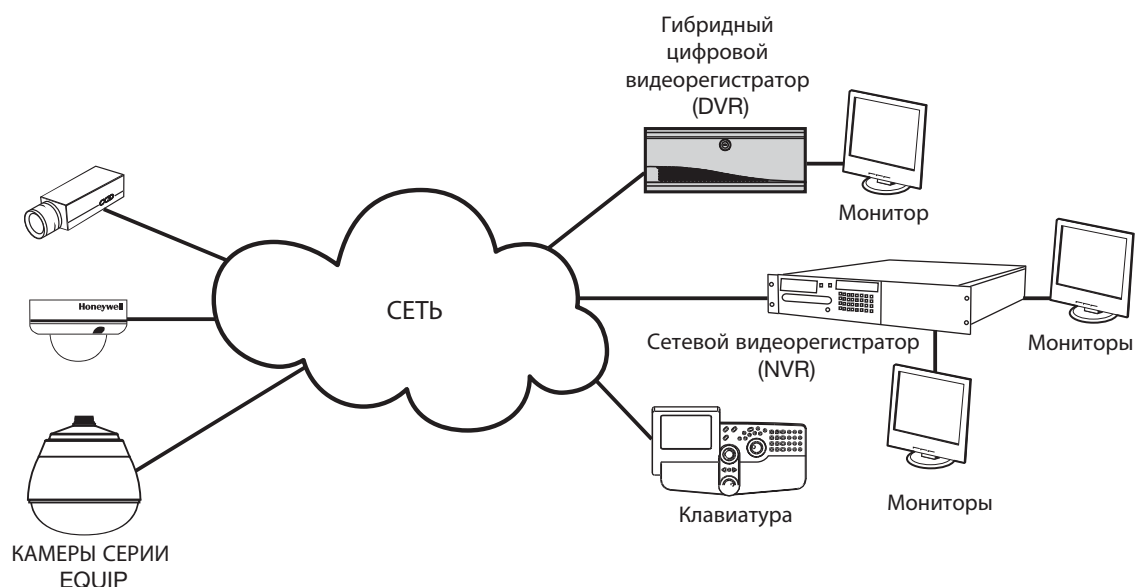 Гибридный
цифровой
видеорегистратор
(DVR)
Монитор
Honeywell
СЕТЬ
Сетевой видеорегистратор
(NVR)
Мониторы
Мониторы
Клавиатура
КАМЕРЫ СЕРИИ
EQUIP